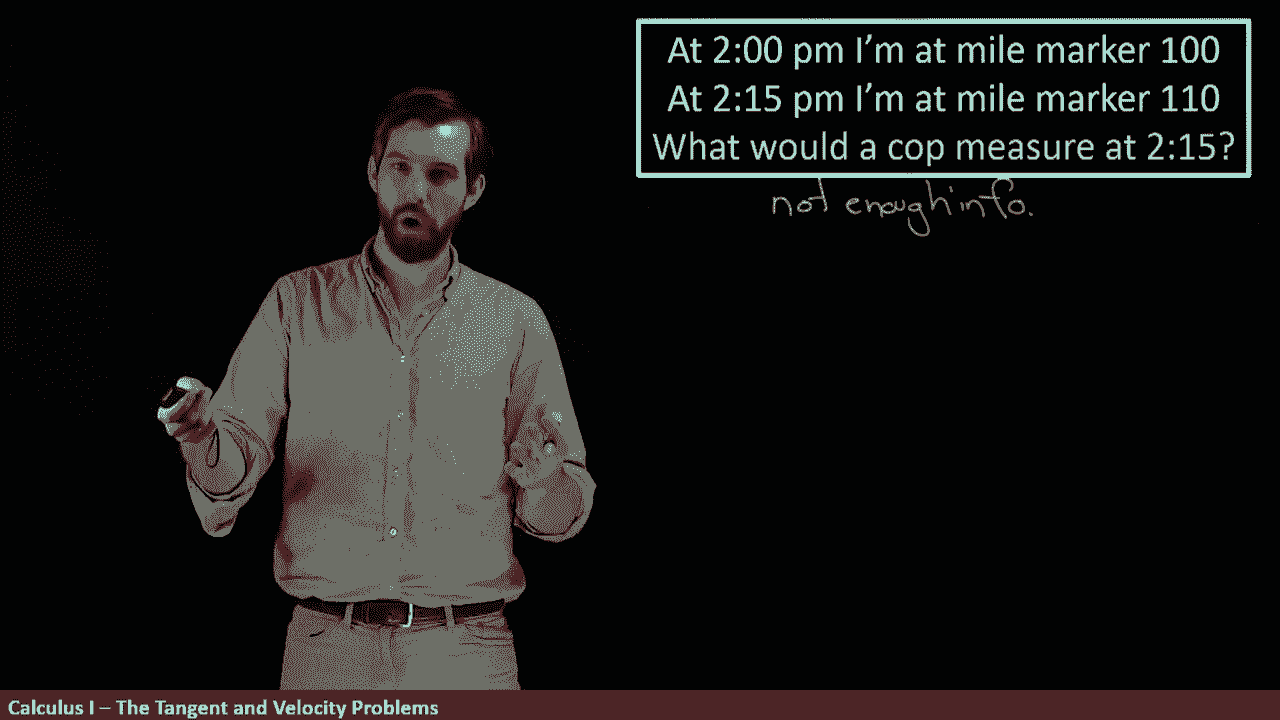 At 2:00 pm I’m at mile marker 100
At 2:15 pm I’m at mile marker 110
What would a cop measure at 2:15?
not enough info.
Calculus I – The Tangent and Velocity Problems